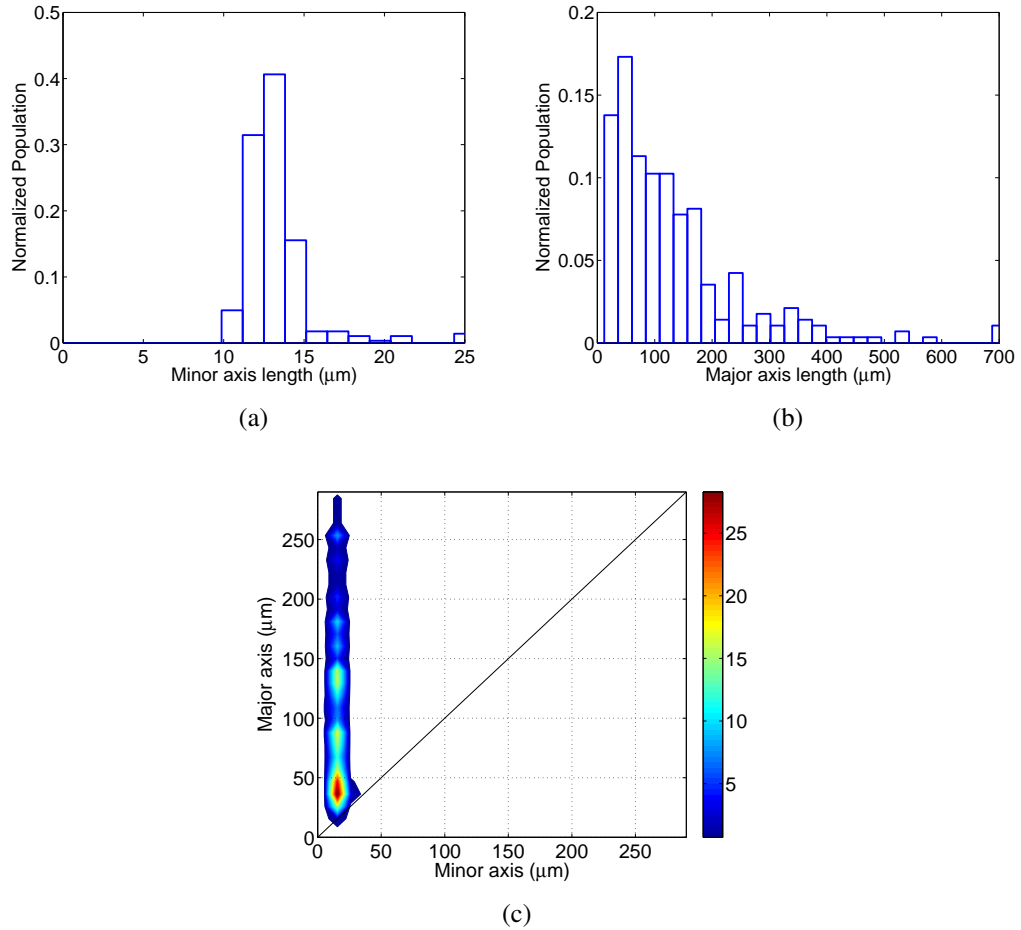 0.5
0.4
0.3
0.2
0.1
0
Normalized Population
0 5 10 15 20 25
Minor axis length (μm)
(a)
0.2
0.15
0.1
0.05
0
Normalized Population
0 100 200 300 400 500 600 700
Major axis length (μm)
(b)
250
200
150
100
50
0
Major axis (μm)
0 50 100 150 200 250
Minor axis (μm)
25
20
15
10
5
(c)